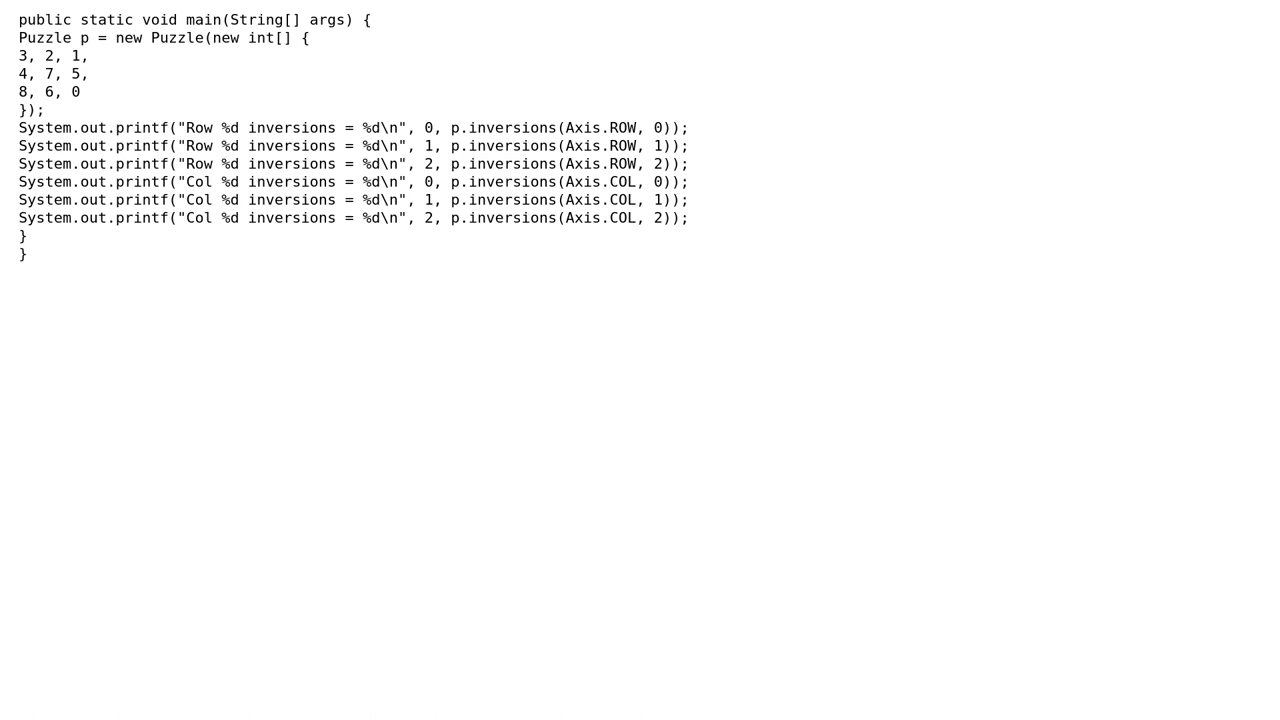 public static void main(String[] args) {
Puzzle p = new Puzzle(new int[] {
3, 2, 1,
4, 7, 5,
8, 6, 0
});
System.out.printf("Row %d inversions = %d\n", 0, p.inversions(Axis.ROW, 0));
System.out.printf("Row %d inversions = %d\n", 1, p.inversions(Axis.ROW, 1));
System.out.printf("Row %d inversions = %d\n", 2, p.inversions(Axis.ROW, 2));
System.out.printf("Col %d inversions = %d\n", 0, p.inversions(Axis.COL, 0));
System.out.printf("Col %d inversions = %d\n", 1, p.inversions(Axis.COL, 1));
System.out.printf("Col %d inversions = %d\n", 2, p.inversions(Axis.COL, 2));
}
}